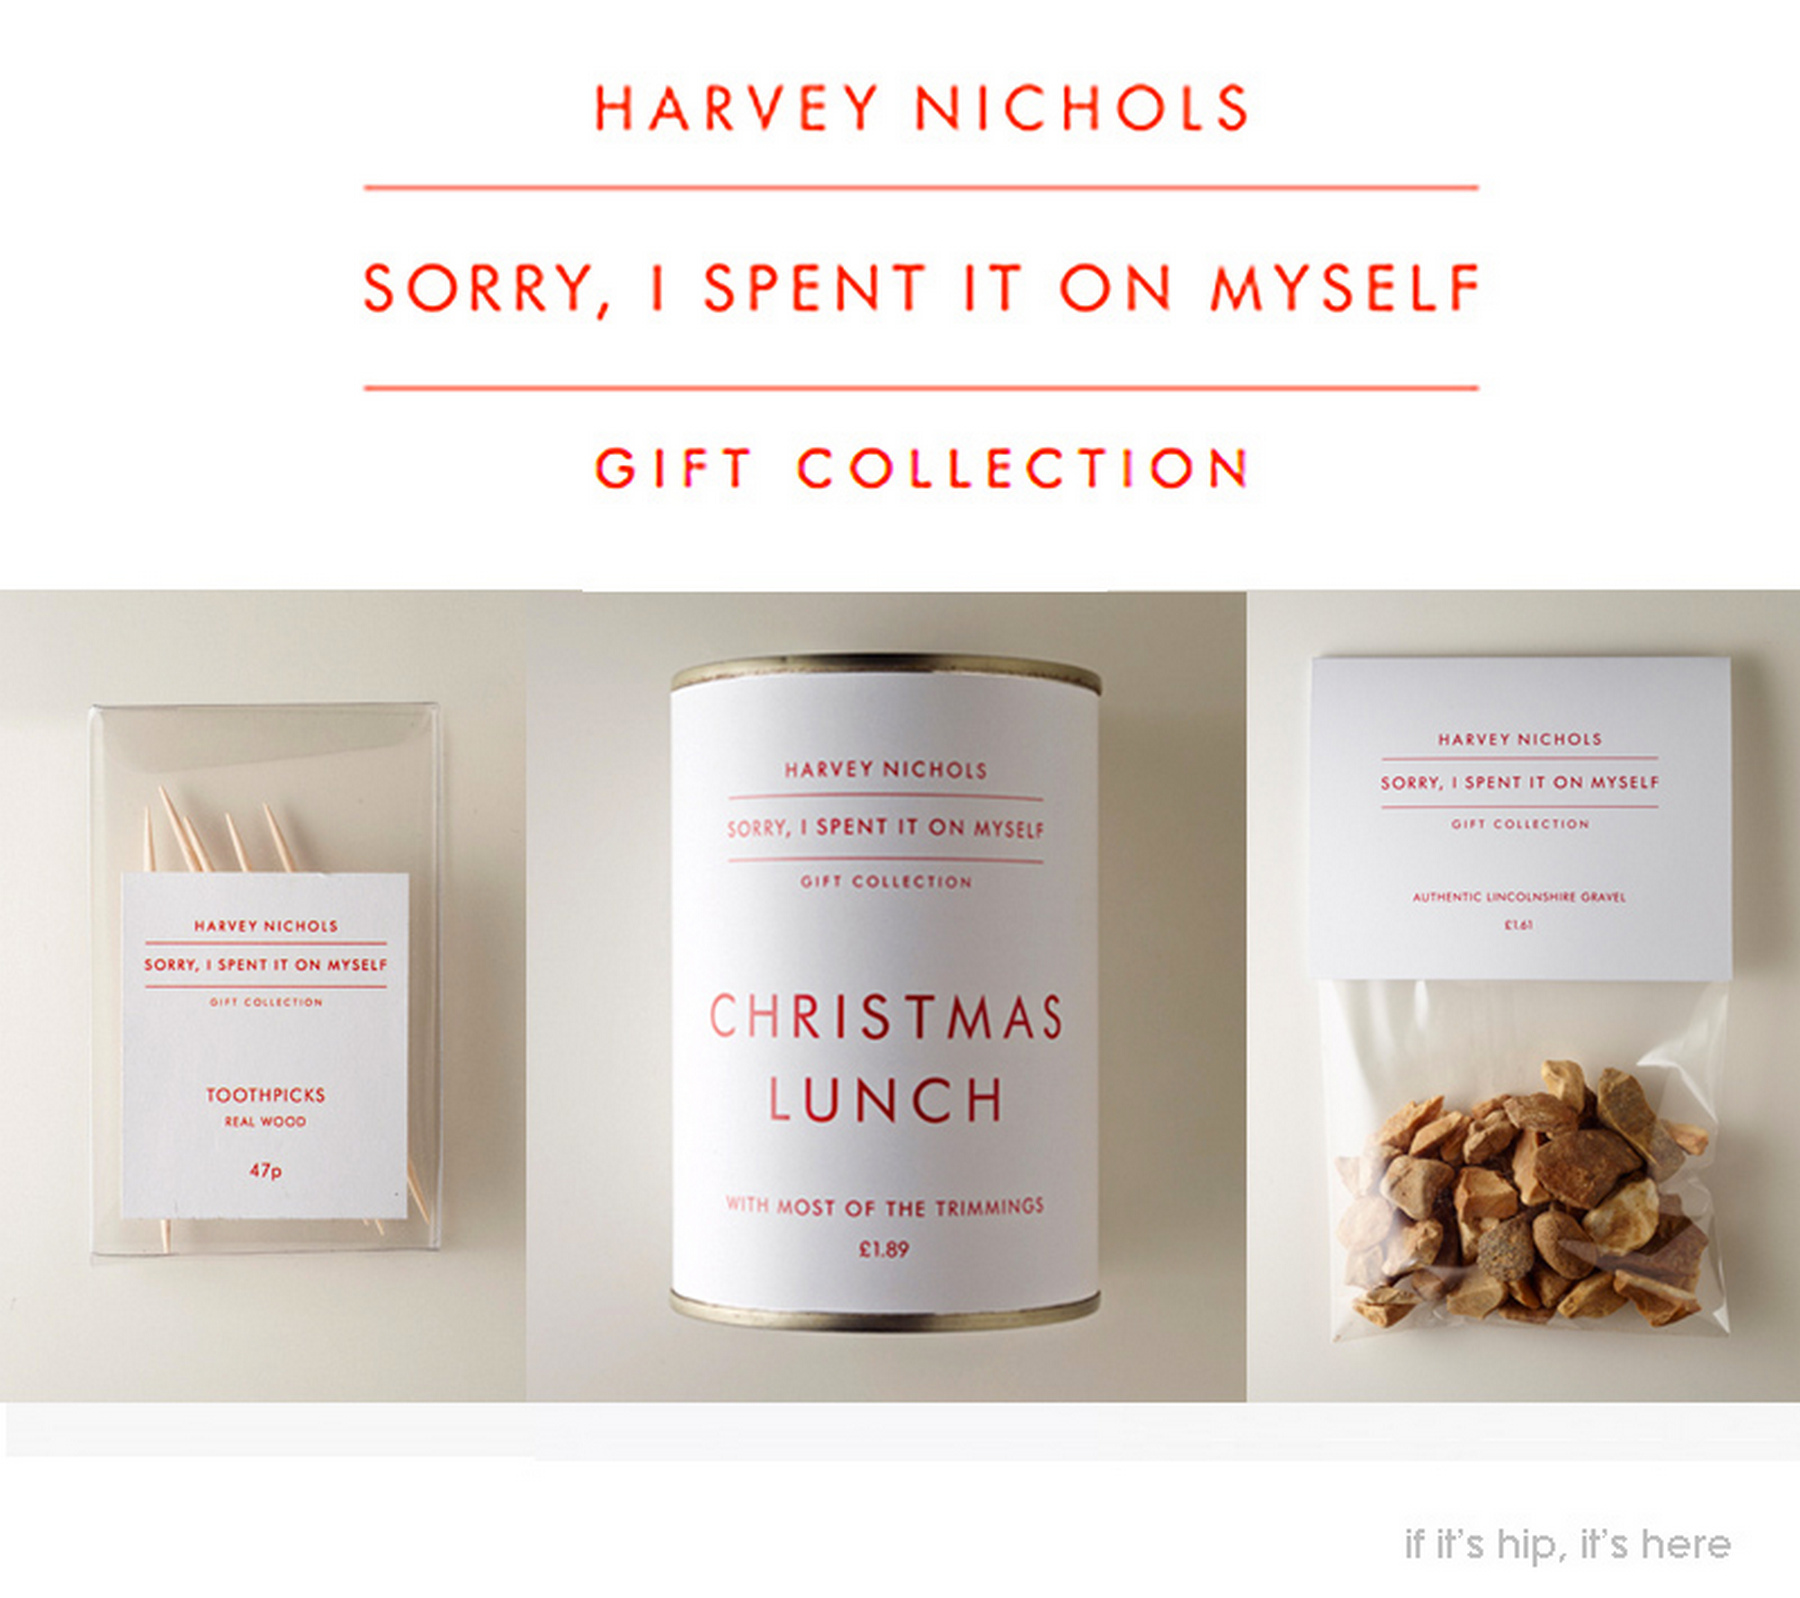 HARVEY NICHOLS
SORRY, I SPENT IT ON MYSELF
GIFT COLLECTION
HARVEY NICHOLS
SORRY, I SPENT IT ON MYSELF
GIFT COLLECTION
TOOTHPICKS
REAL WOOD
47p
HARVEY NICHOLS
SORRY, I SPENT IT ON MYSELF
GIFT COLLECTION
CHRISTMAS
LUNCH
WITH MOST OF THE TRIMMINGS
£1.89
HARVEY NICHOLS
SORRY, I SPENT IT ON MYSELF
GIFT COLLECTION
AUTHENTIC LINCOLNSHIRE GRAVEL
£1.61
if it's hip, it's here